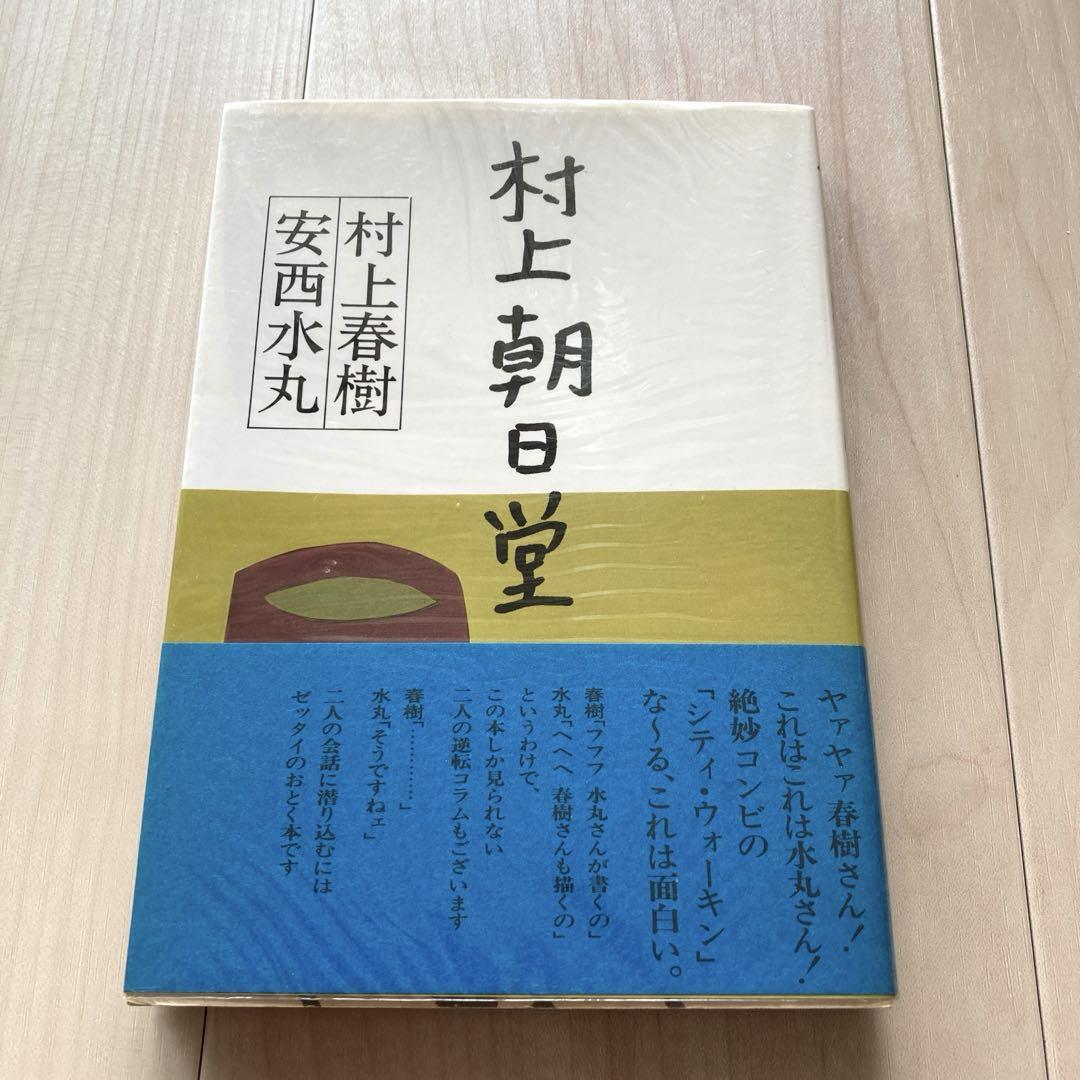 村上朝日堂
村上春樹
安西水丸
ヤァヤァ春樹さん!
これはこれは水丸さん!
絶妙コンビの
「シティ・ウォーキン」
な〜る、これは面白い。
春樹「フフフ 水丸さんが書くの」
水丸「へへへ 春樹さんも描くの」
というわけで、
この本しか見られない
二人の逆転コラムもございます
春樹「…………」
水丸「そうですねェ」
二人の会話に潜り込むには
ゼッタイのおとく本です